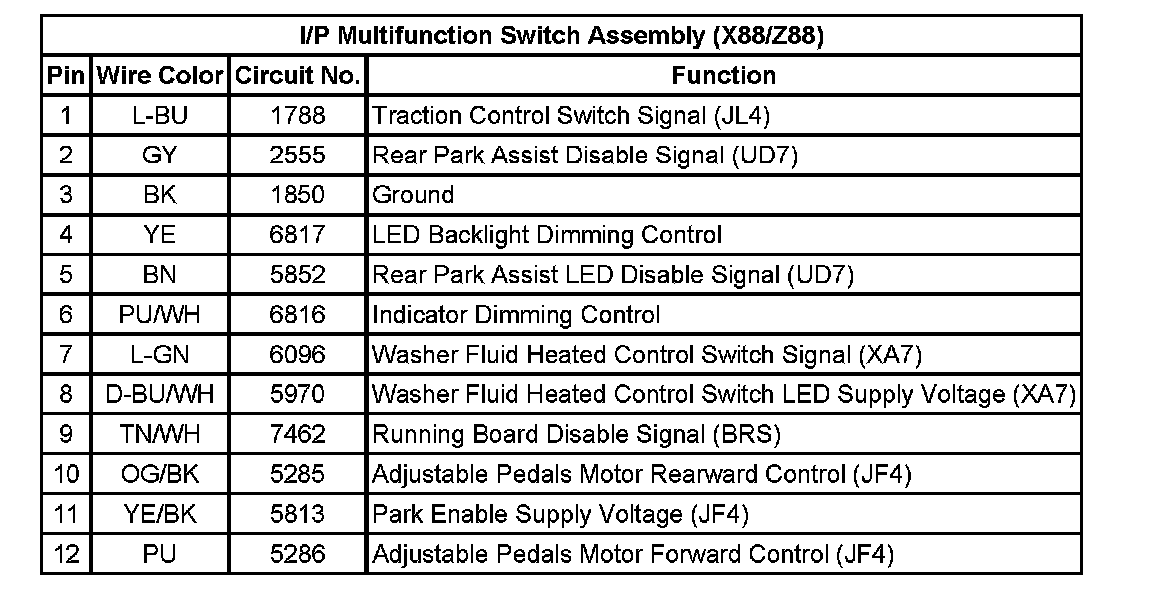 I/P Multifunction Switch Assembly (X88/Z88)
Pin Wire Color Circuit No. Function
1 L-BU 1788 Traction Control Switch Signal (JL4)
2 GY 2555 Rear Park Assist Disable Signal (UD7)
3 BK 1850 Ground
4 YE 6817 LED Backlight Dimming Control
5 BN 5852 Rear Park Assist LED Disable Signal (UD7)
6 PU/WH 6816 Indicator Dimming Control
7 L-GN 6096 Washer Fluid Heated Control Switch Signal (XA7)
8 D-BU/WH 5970 Washer Fluid Heated Control Switch LED Supply Voltage (XA7)
9 TN/WH 7462 Running Board Disable Signal (BRS)
10 OG/BK 5285 Adjustable Pedals Motor Rearward Control (JF4)
11 YE/BK 5813 Park Enable Supply Voltage (JF4)
12 PU 5286 Adjustable Pedals Motor Forward Control (JF4)